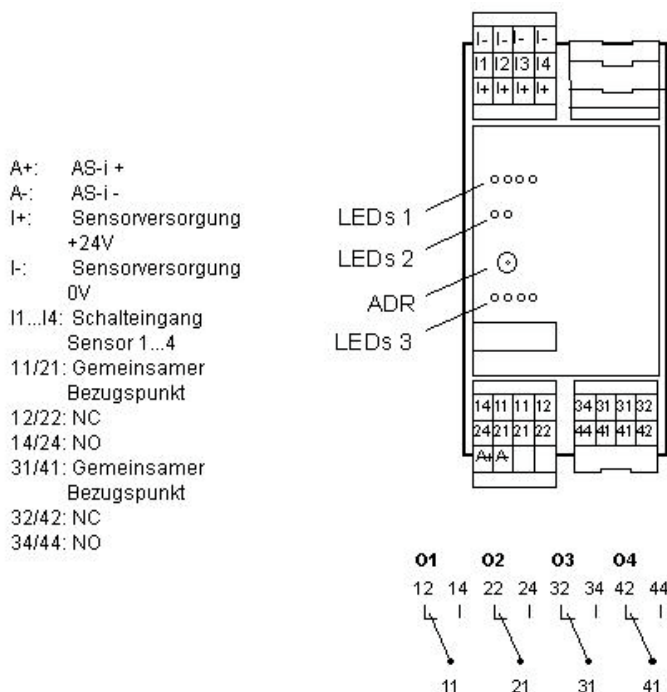 A+: AS-i +
A-: AS-i -
I+: Sensorversorgung
+24V
I-: Sensorversorgung
0V
I1...I4: Schalteingang
Sensor 1...4
11/21: Gemeinsamer
Bezugspunkt
12/22: NC
14/24: NO
31/41: Gemeinsamer
Bezugspunkt
32/42: NC
34/44: NO
I- I- I- I-
I1 I2 I3 I4
I+ I+ I+ I+
LEDs 1
LEDs 2
ADR
LEDs 3
14 11 11 12
24 21 21 22
A+ A-
34 31 31 32
44 41 41 42
O1 O2 O3 O4
12 14 22 24 32 34 42 44
11 21 31 41